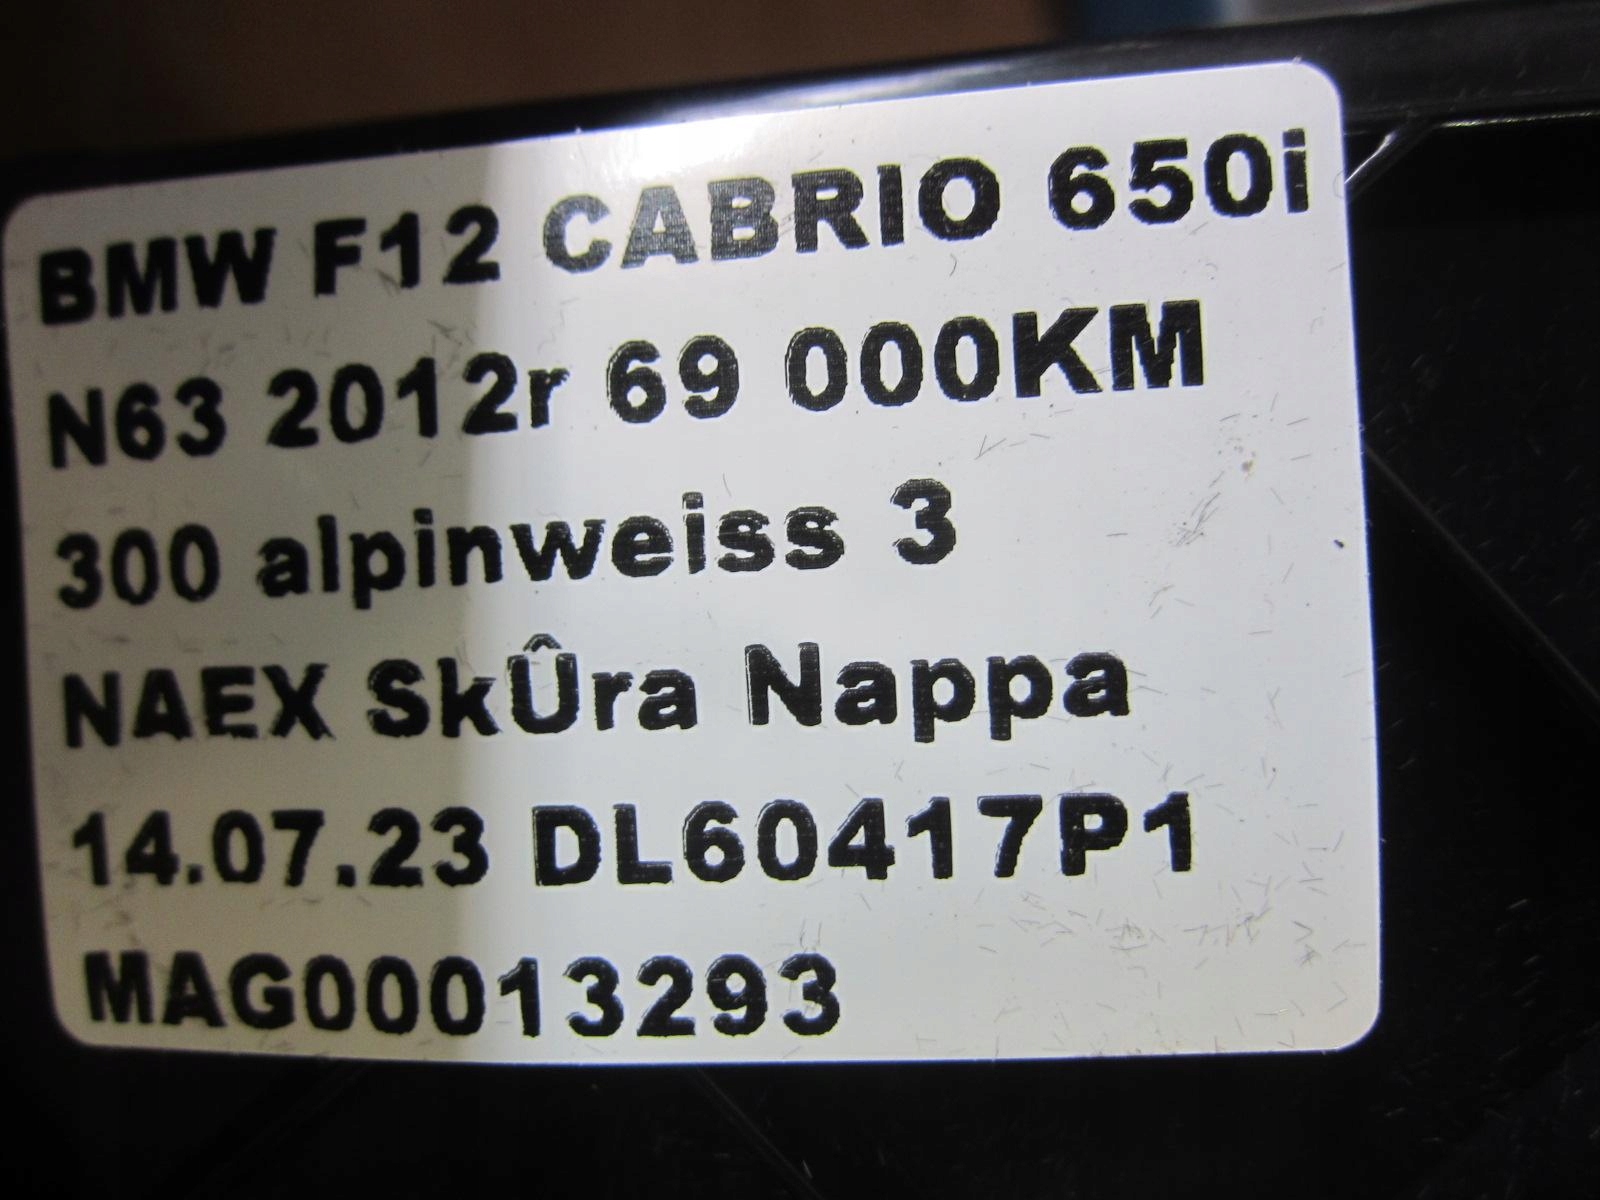 BMW F12 CABRIO 650i
N63 2012r 69 000KM
300 alpinweiss 3
NAEX SkÛra Nappa
14.07.23 DL60417P1
MAG00013293